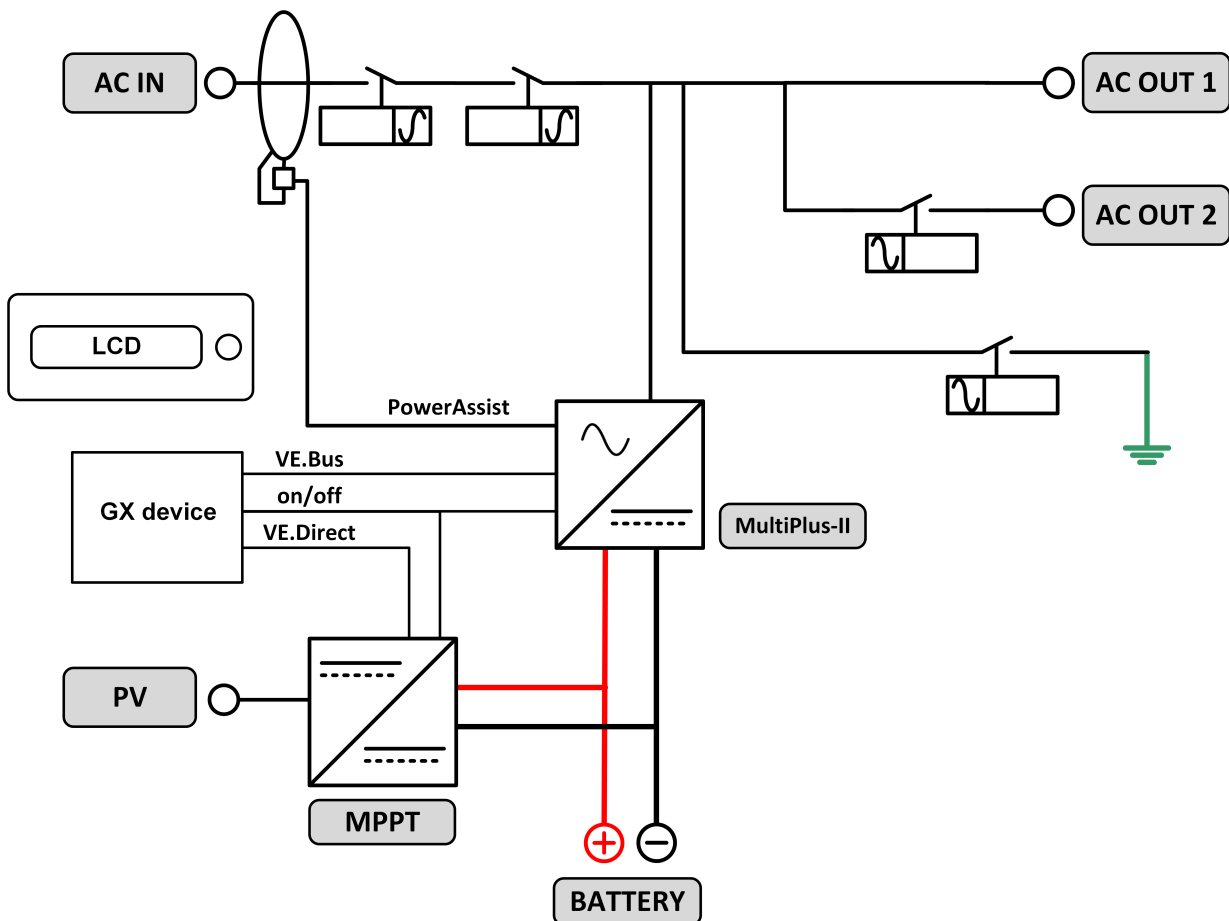 AC IN
AC OUT 1
AC OUT 2
LCD
PowerAssist
VE.Bus
GX device
on/off
VE.Direct
MultiPlus-II
PV
MPPT
BATTERY